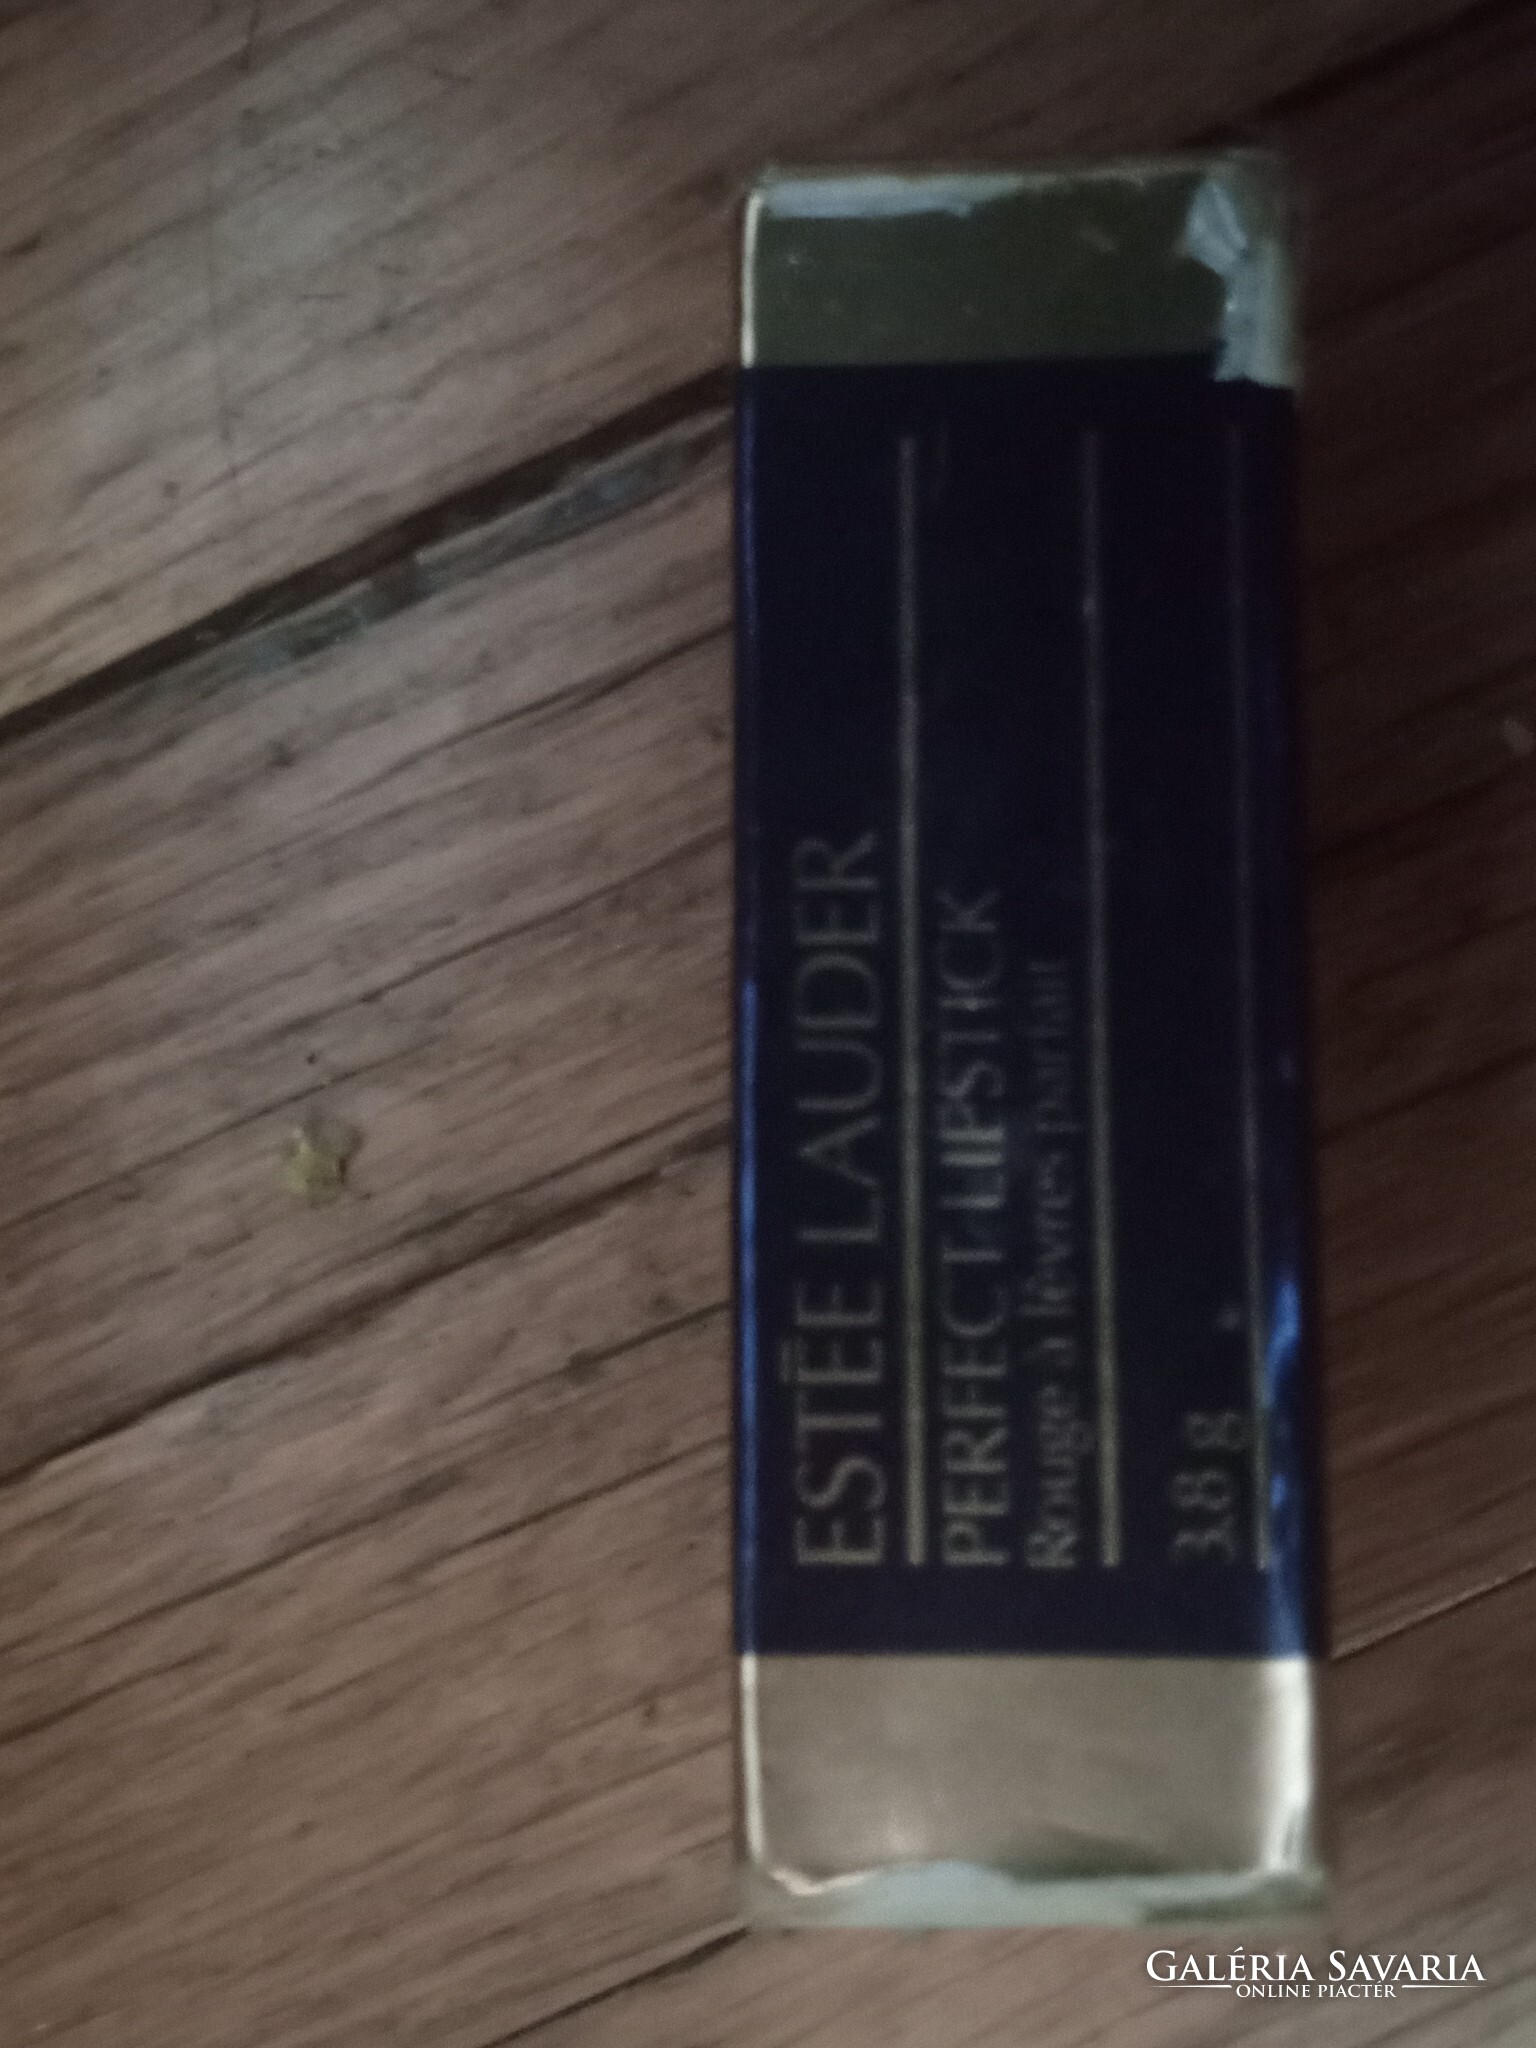 ESTĒE LAUDER
PERFECT LIPSTICK
Rouge à lèvres parfait
3.8 g
GALÉRIA SAVARIA
ONLINE PIACTÉR